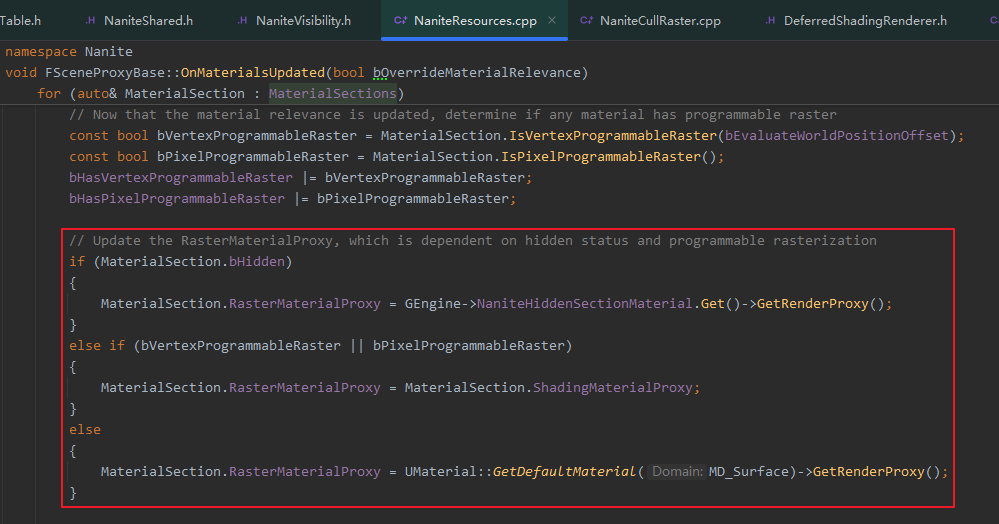 Table.h NaniteShared.h NaniteVisibility.h NaniteResources.cpp NaniteCullRaster.cpp DeferredShadingRenderer.h
namespace Nanite
void FSceneProxyBase::OnMaterialsUpdated(bool bOverrideMaterialRelevance)
for (auto& MaterialSection : MaterialSections)
// Now that the material relevance is updated, determine if any material has programmable raster
const bool bVertexProgrammableRaster = MaterialSection.IsVertexProgrammableRaster(bEvaluateWorldPositionOffset);
const bool bPixelProgrammableRaster = MaterialSection.IsPixelProgrammableRaster();
bHasVertexProgrammableRaster |= bVertexProgrammableRaster;
bHasPixelProgrammableRaster |= bPixelProgrammableRaster;
// Update the RasterMaterialProxy, which is dependent on hidden status and programmable rasterization
if (MaterialSection.bHidden)
{
MaterialSection.RasterMaterialProxy = GEngine->NaniteHiddenSectionMaterial.Get()->GetRenderProxy();
}
else if (bVertexProgrammableRaster || bPixelProgrammableRaster)
{
MaterialSection.RasterMaterialProxy = MaterialSection.ShadingMaterialProxy;
}
else
{
MaterialSection.RasterMaterialProxy = UMaterial::GetDefaultMaterial( Domain: MD_Surface)->GetRenderProxy();
}